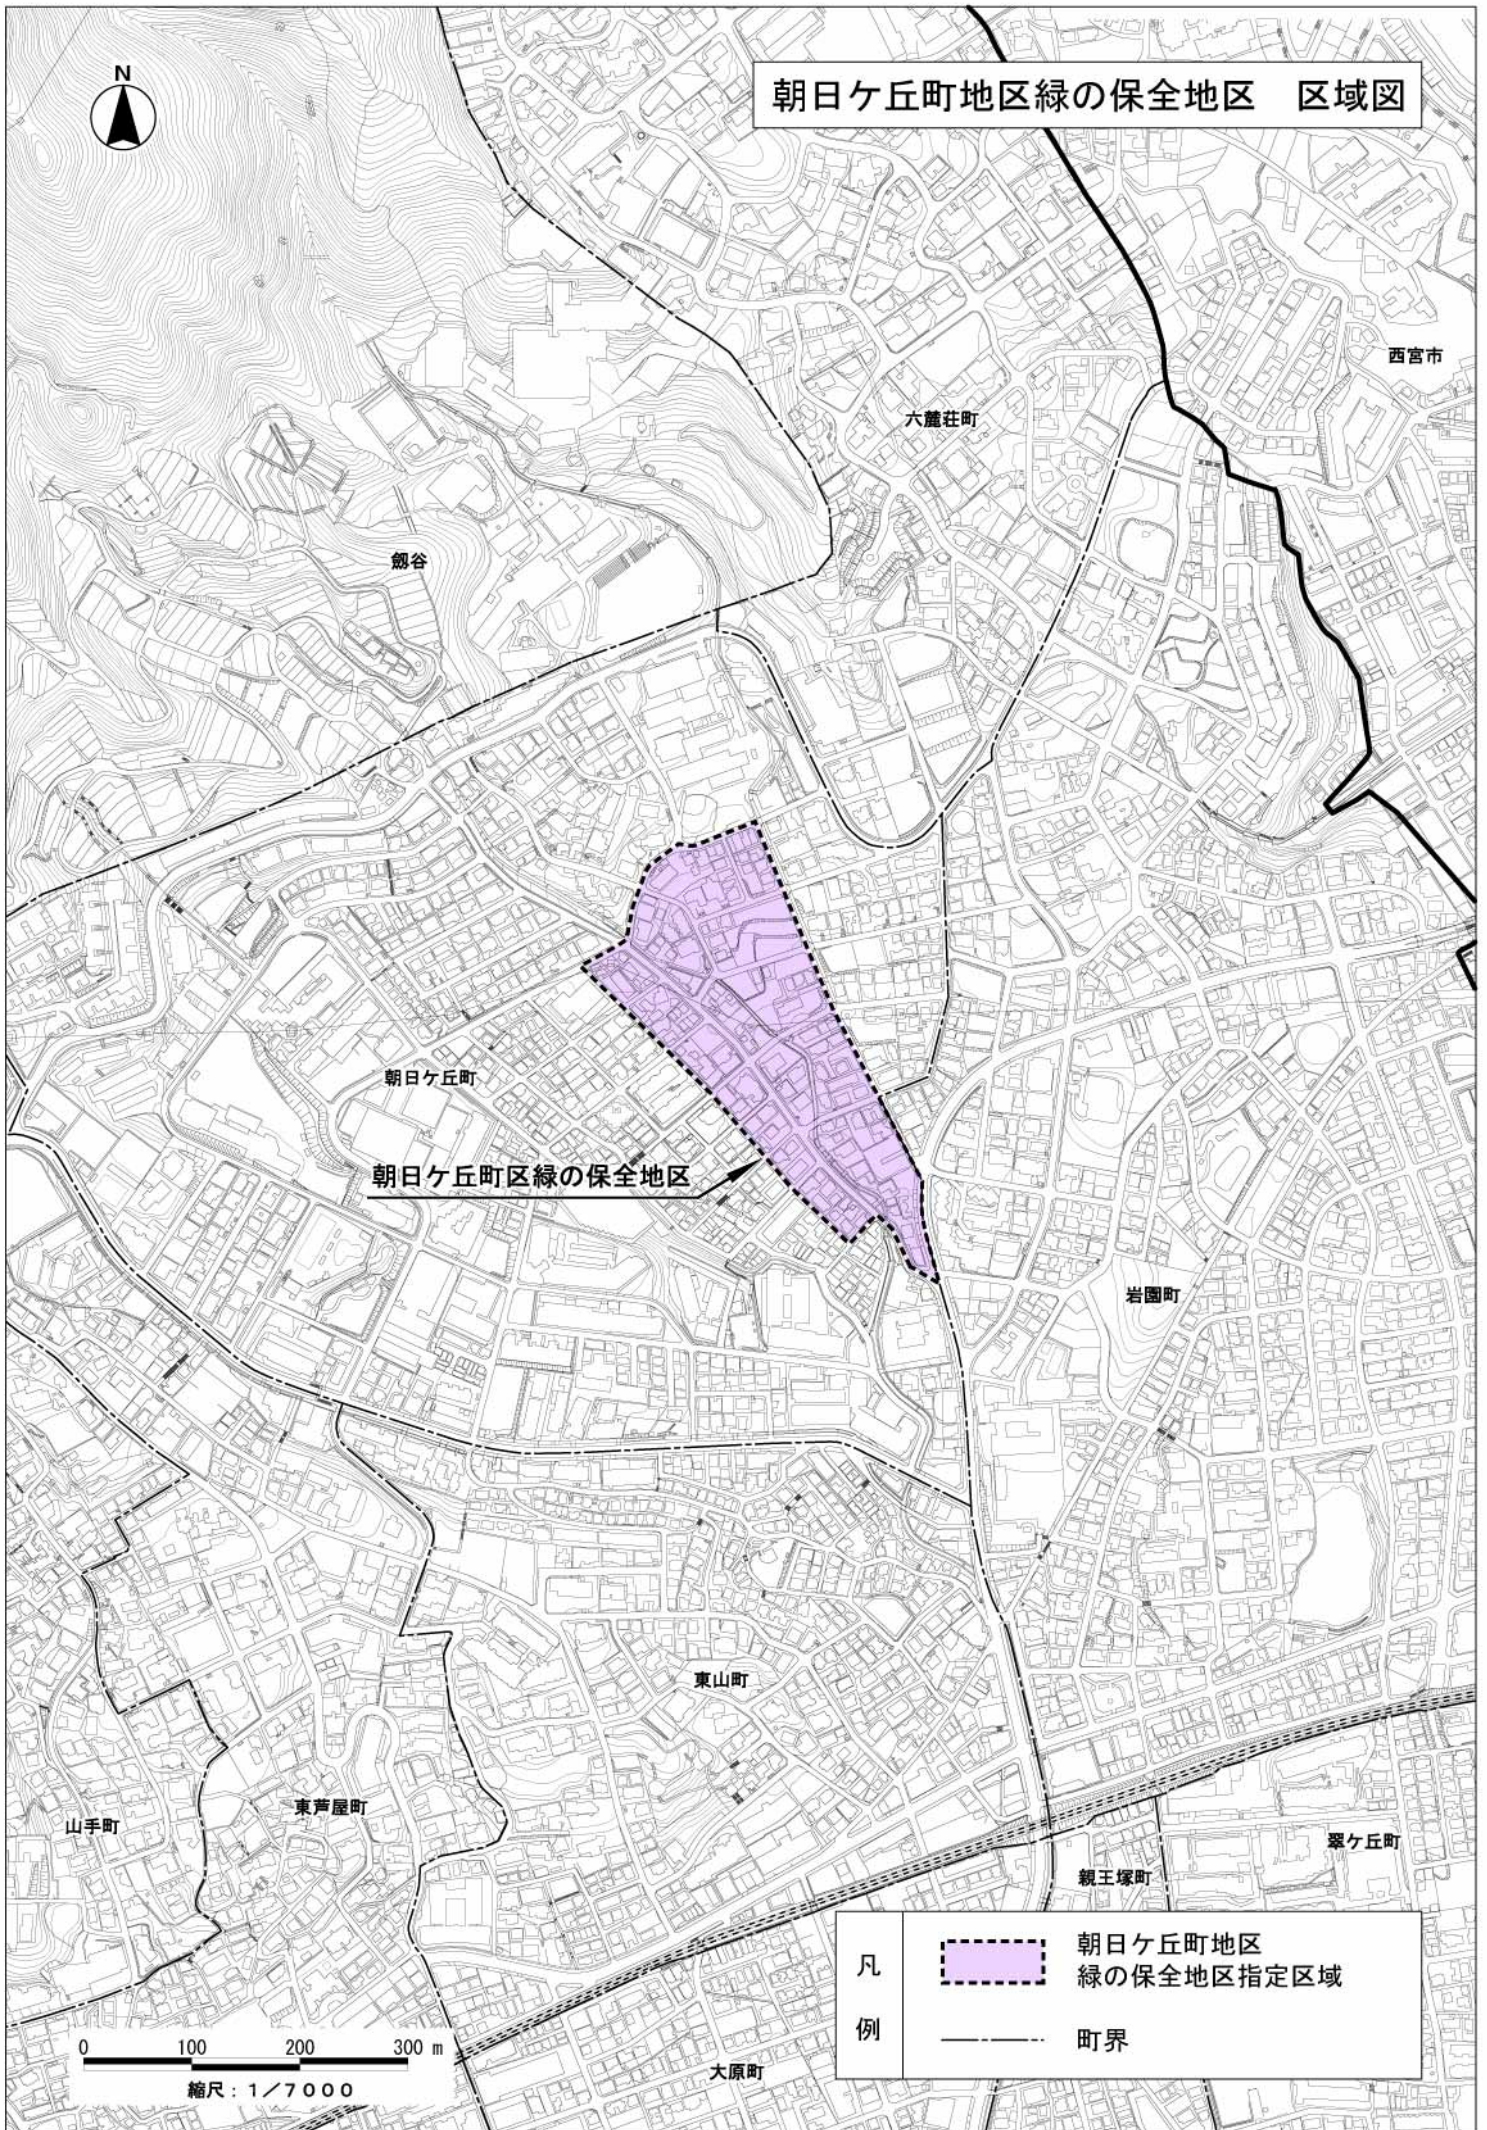 N
朝日ケ丘町地区緑の保全地区　区域図
西宮市
六麓荘町
劔谷
朝日ケ丘町
朝日ケ丘町区緑の保全地区
岩園町
東山町
東芦屋町
山手町
翠ケ丘町
親王塚町
大原町
凡
例
朝日ケ丘町地区
緑の保全地区指定区域
町界
0 100 200 300 m
縮尺：１／７０００